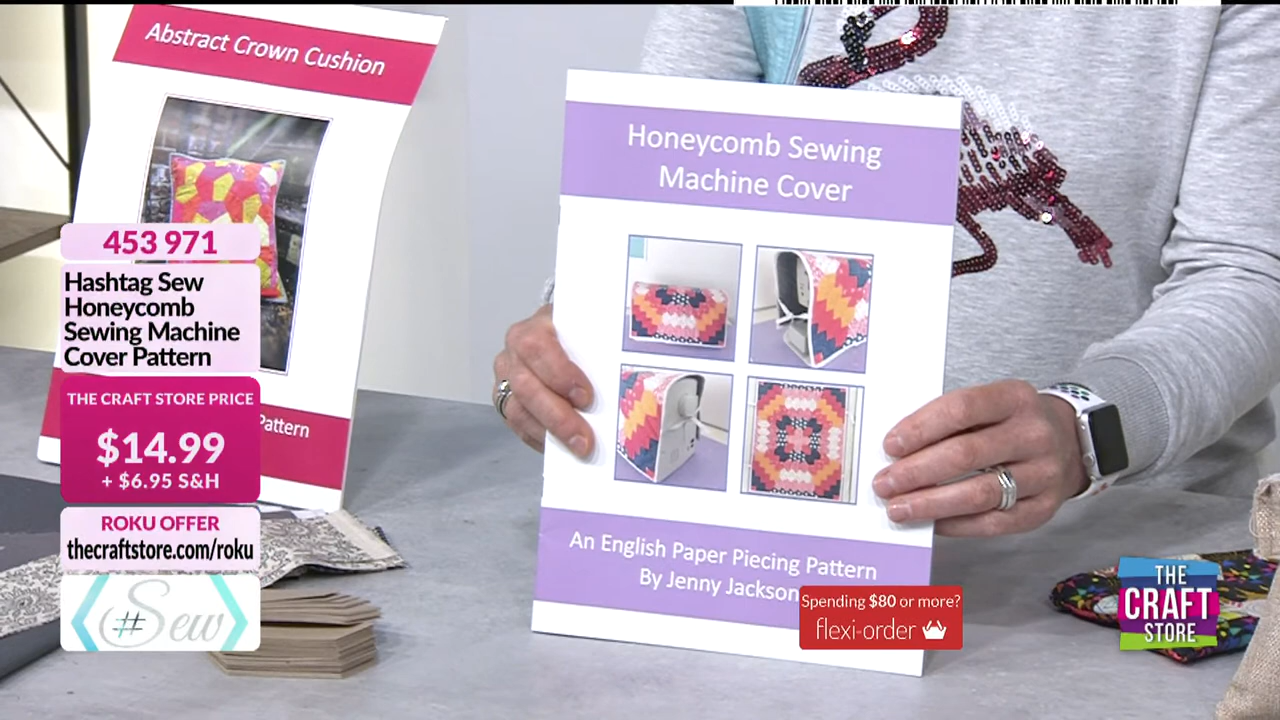 Abstract Crown Cushion
Pattern
Honeycomb Sewing
Machine Cover
An English Paper Piecing Pattern
By Jenny Jackson
453 971
Hashtag Sew
Honeycomb
Sewing Machine
Cover Pattern
THE CRAFT STORE PRICE
$14.99
+ $6.95 S&H
ROKU OFFER
thecraftstore.com/roku
#Sew
Spending $80 or more?
flexi-order
THE
CRAFT
STORE